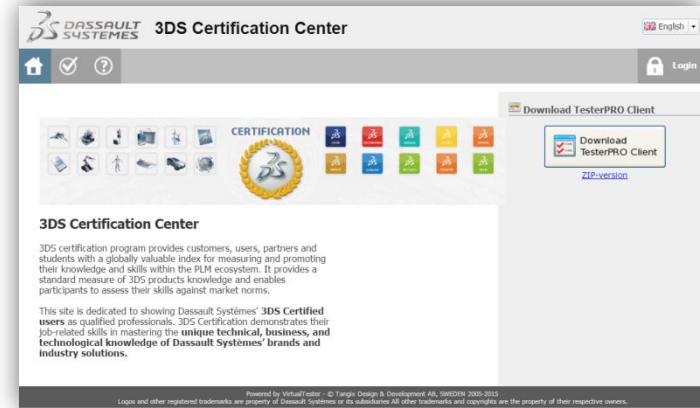 DASSAULT SYSTEMES 3DS Certification Center
English
Login
Download TesterPRO Client
CERTIFICATION
Download
TesterPRO Client
ZIP-version
3DS Certification Center
3DS certification program provides customers, users, partners and
students with a globally valuable index for measuring and promoting
their knowledge and skills within the PLM ecosystem. It provides a
standard measure of 3DS products knowledge and enables
participants to assess their skills against market norms.
This site is dedicated to showing Dassault Systèmes' 3DS Certified
users as qualified professionals. 3DS Certification demonstrates their
job-related skills in mastering the unique technical, business, and
technological knowledge of Dassault Systèmes' brands and
industry solutions.
Powered by VirtualTester - © Tangix Design & Development AB, SWEDEN 2005-2015
Logos and other registered trademarks are property of Dassault Systèmes or its subsidiaries All other trademarks and copyrights are the property of their respective owners.